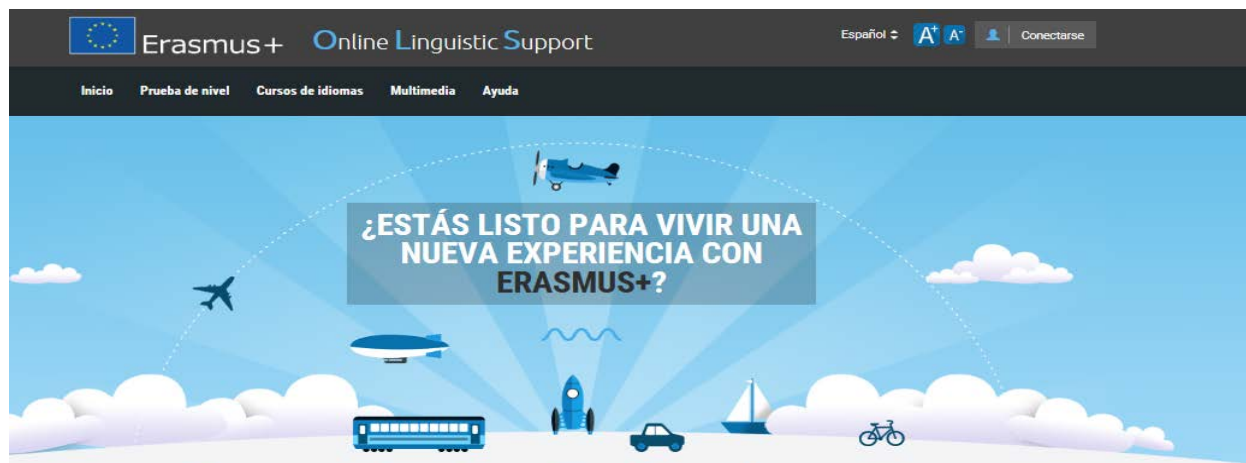 Erasmus+ Online Linguistic Support
Español A+ A- Conectarse
Inicio Prueba de nivel Cursos de idiomas Multimedia Ayuda
¿ESTÁS LISTO PARA VIVIR UNA
NUEVA EXPERIENCIA CON
ERASMUS+?